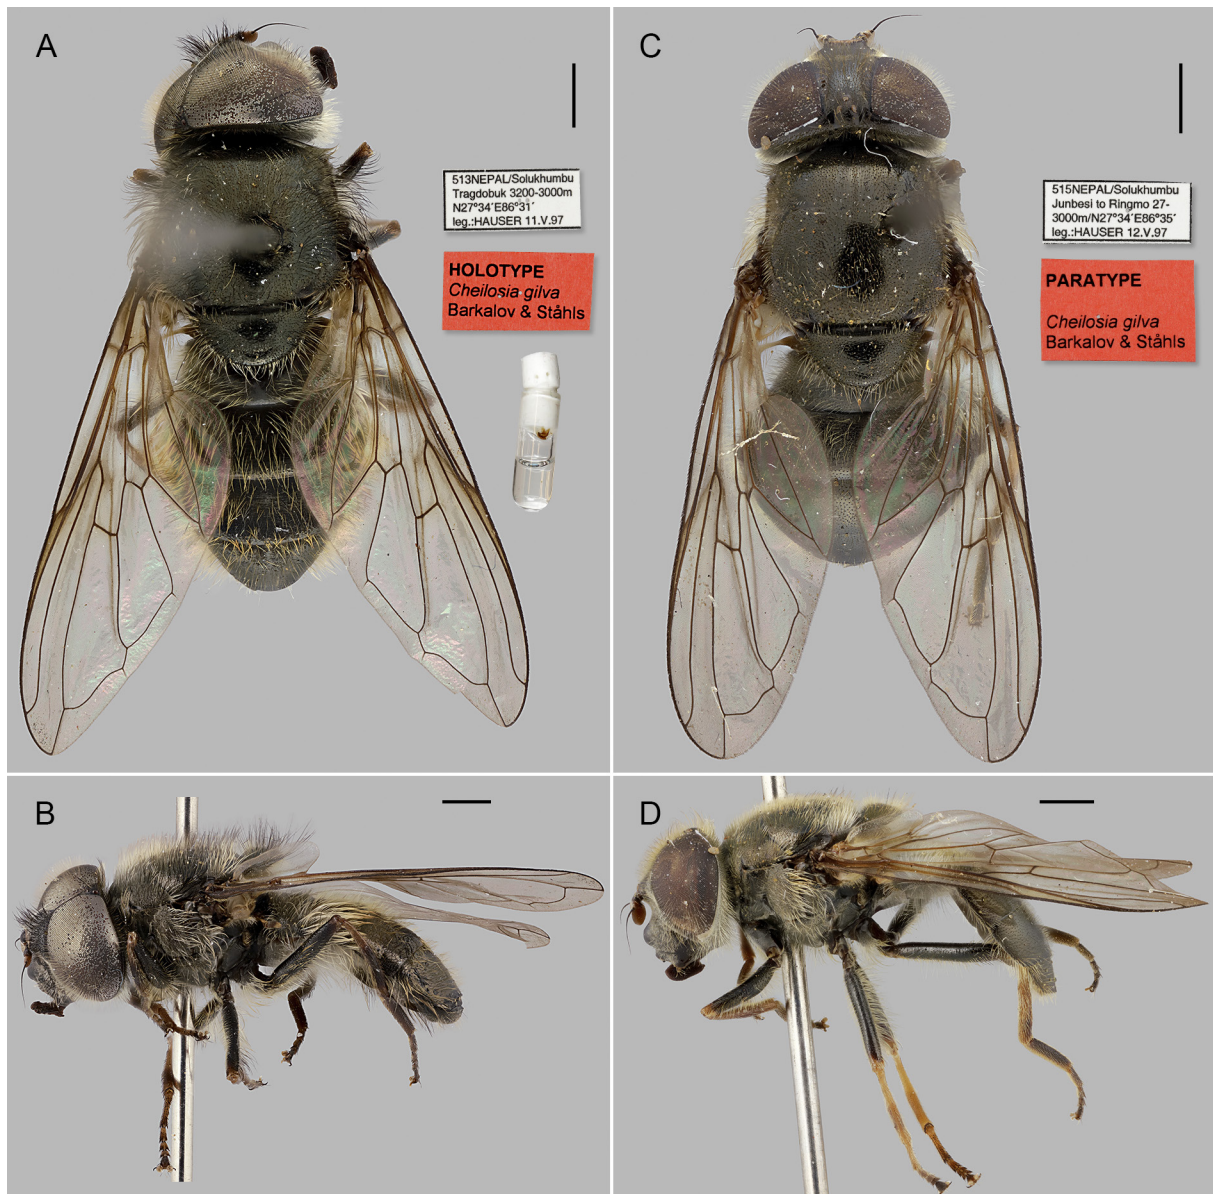 A
513NEPAL/Solukhumbu
Tragdobuk 3200-3000m
N27°34´E86°31´
leg.:HAUSER 11.V.97
HOLOTYPE
Cheilosia gilva
Barkalov & Ståhls
C
515NEPAL/Solukhumbu
Junbesi to Ringmo 27-
3000m/N27°34´E86°35´
leg.:HAUSER 12.V.97
PARATYPE
Cheilosia gilva
Barkalov & Ståhls
B
D